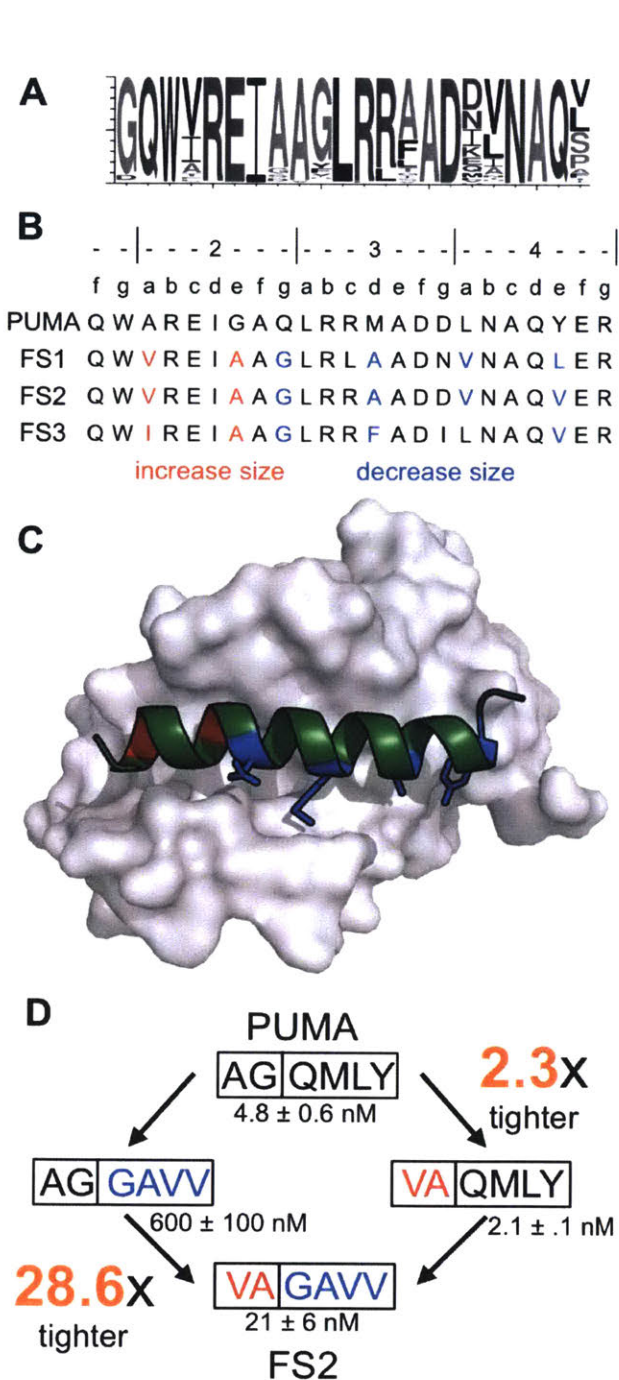 A
GQWVREIAAGLRRAADDVNAQV
B
- - | - - - 2 - - - | - - - 3 - - - | - - - 4 - - - |
f g a b c d e f g a b c d e f g a b c d e f g
PUMA Q W A R E I G A Q L R R M A D D L N A Q Y E R
FS1 Q W V R E I A A G L R L A A D N V N A Q L E R
FS2 Q W V R E I A A G L R R A A D D V N A Q V E R
FS3 Q W I R E I A A G L R R F A D I L N A Q V E R
increase size decrease size
C
D
PUMA
AG QMLY
4.8 ± 0.6 nM
2.3x
tighter
AG GAVV
600 ± 100 nM
VA QMLY
2.1 ± .1 nM
28.6x
tighter
VA GAVV
21 ± 6 nM
FS2